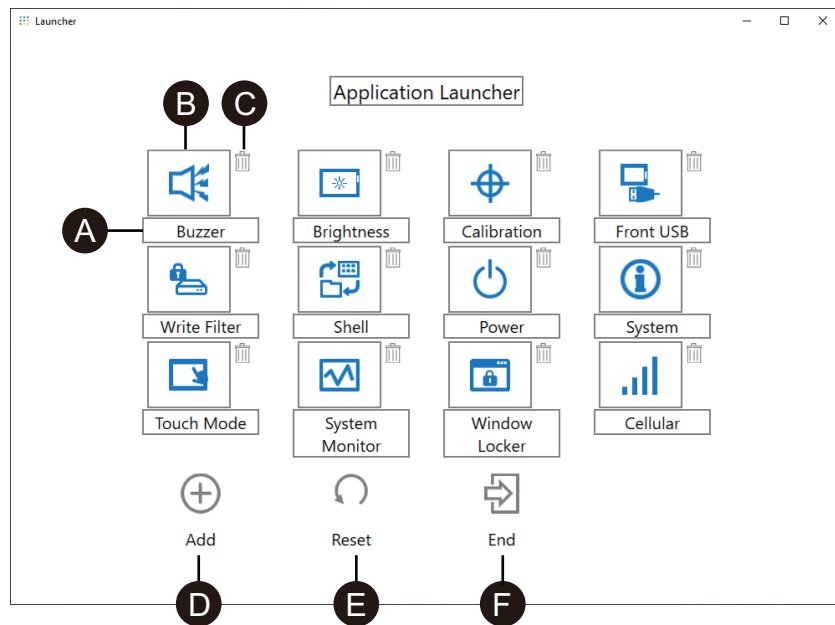 Launcher
Application Launcher
B
C
A
Buzzer
Brightness
Calibration
Front USB
Write Filter
Shell
Power
System
Touch Mode
System
Monitor
Window
Locker
Cellular
Add
Reset
End
D
E
F